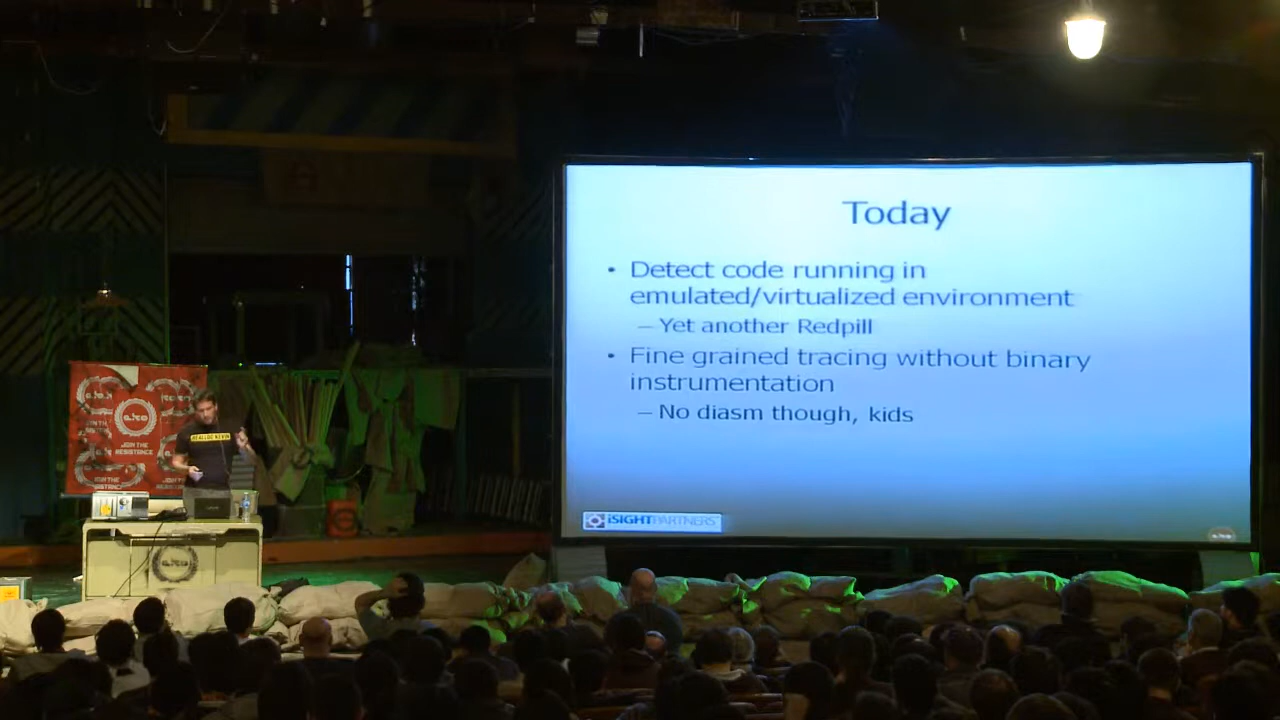 Today
• Detect code running in
emulated/virtualized environment
– Yet another Redpill
• Fine grained tracing without binary
instrumentation
– No diasm though, kids
iSIGHTPARTNERS
JOIN THE
RESISTANCE